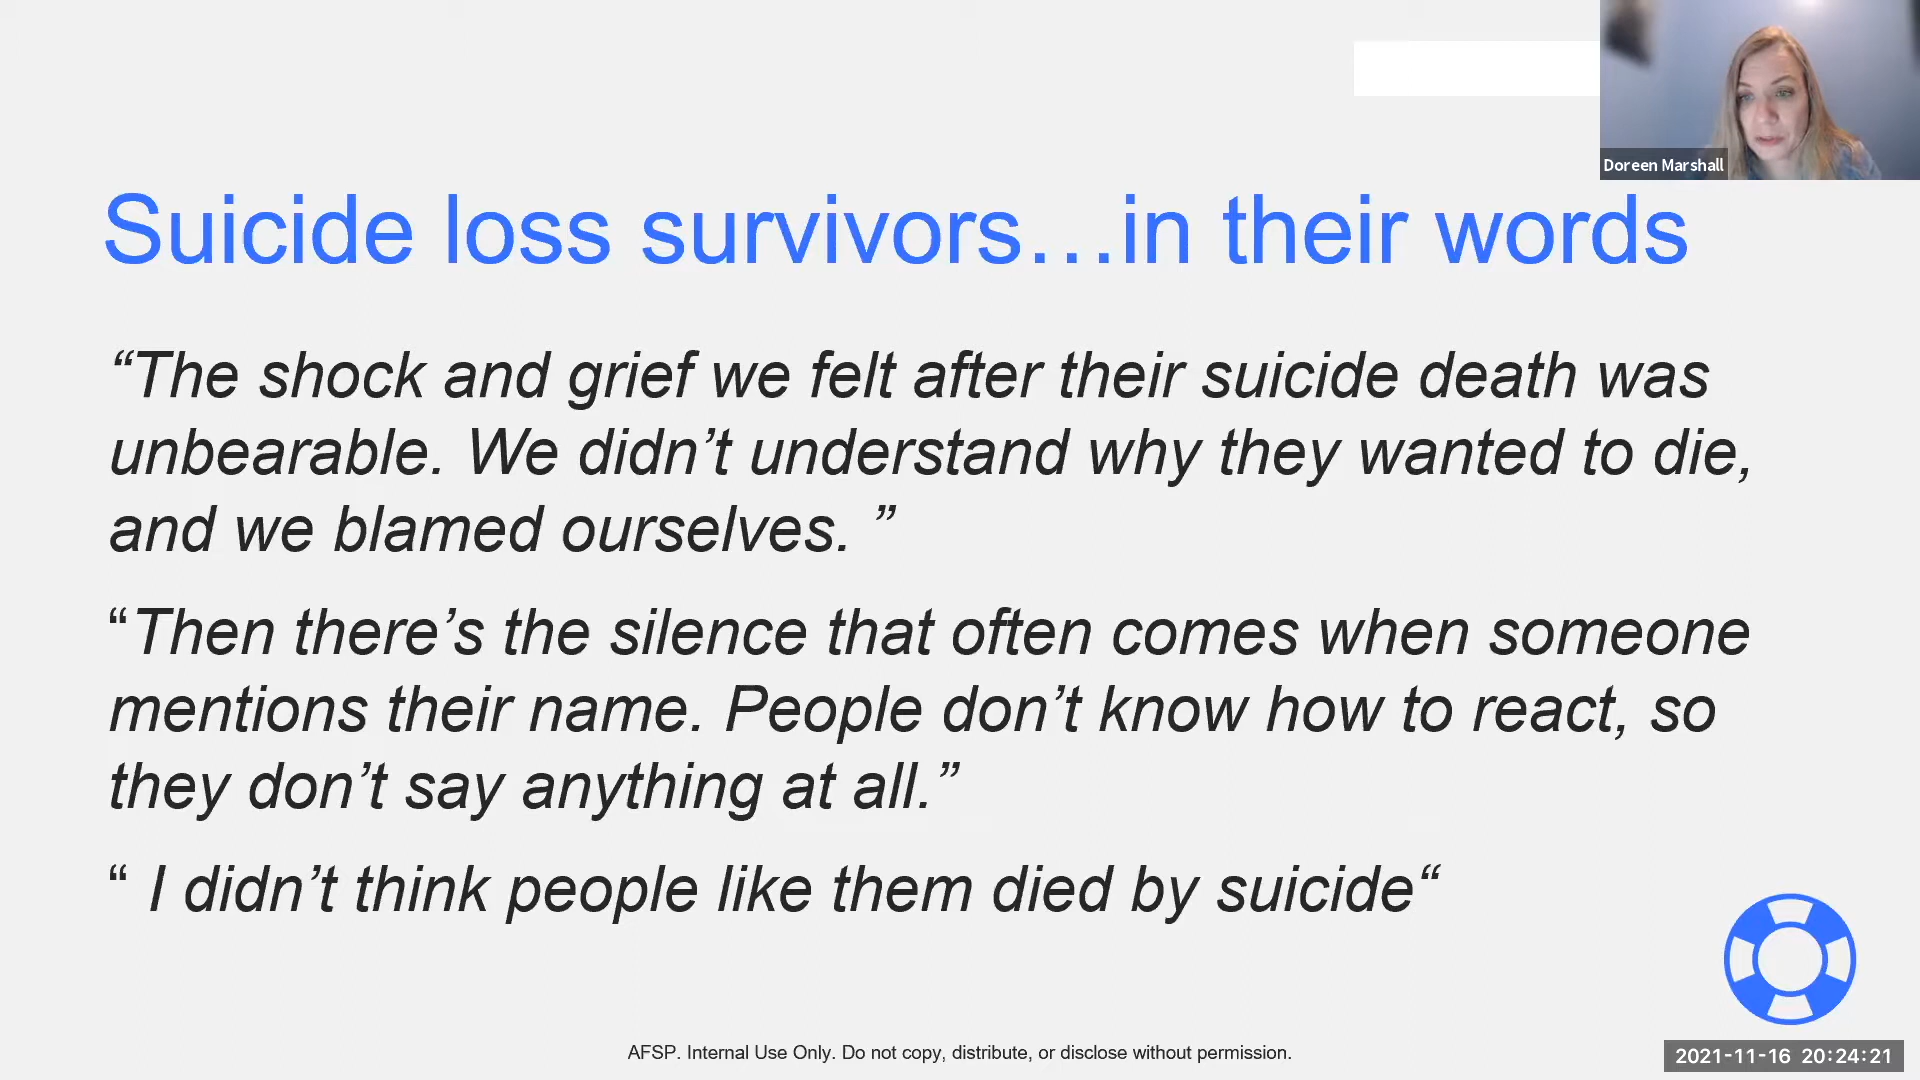 Doreen Marshall
Suicide loss survivors…in their words
“The shock and grief we felt after their suicide death was
unbearable. We didn’t understand why they wanted to die,
and we blamed ourselves. ”
“Then there’s the silence that often comes when someone
mentions their name. People don’t know how to react, so
they don’t say anything at all.”
“ I didn’t think people like them died by suicide“
AFSP. Internal Use Only. Do not copy, distribute, or disclose without permission.
2021-11-16 20:24:21